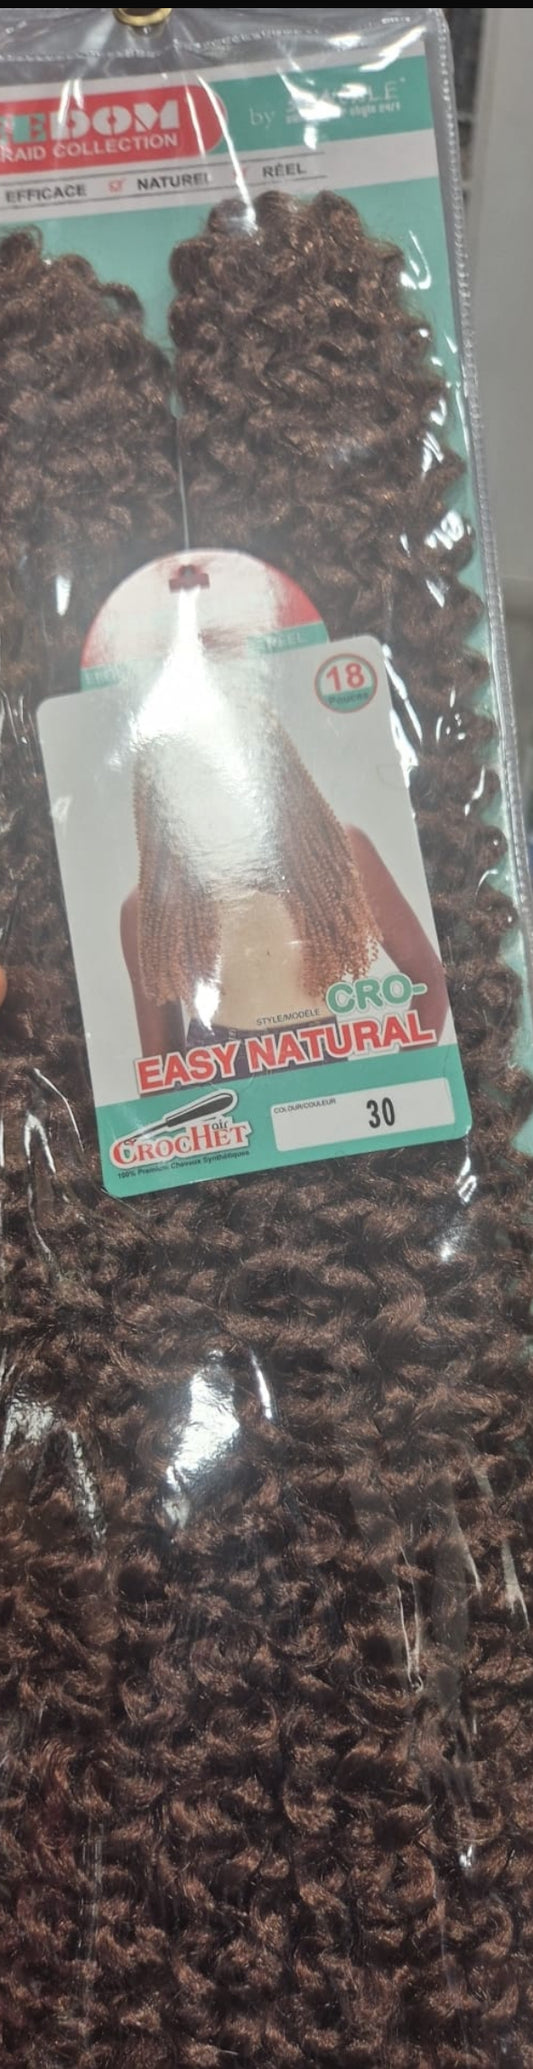 EDOM
RAID COLLECTION
by
EFFICACE NATUREL RÉEL
18
Pouces
STYLE/MODÈLE CRO-
EASY NATURAL
COLOUR/COULEUR 30
air
CROCHET
100% Premium Cheveux Synthétiques